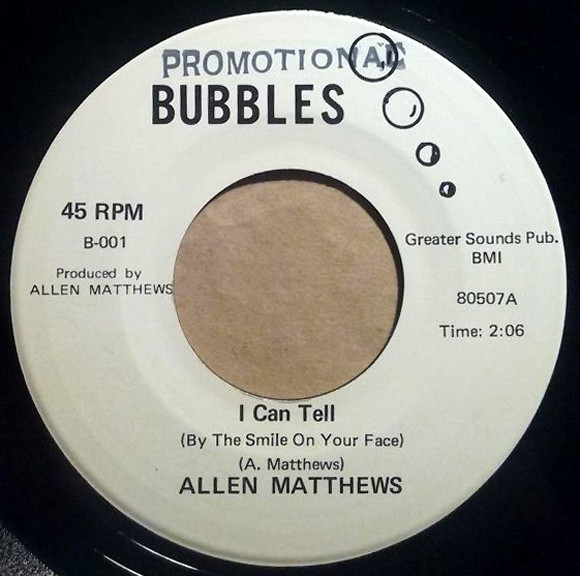 PROMOTIONAL
BUBBLES
45 RPM
B-001
Produced by
ALLEN MATTHEWS
Greater Sounds Pub.
BMI
80507A
Time: 2:06
I Can Tell
(By The Smile On Your Face)
(A. Matthews)
ALLEN MATTHEWS